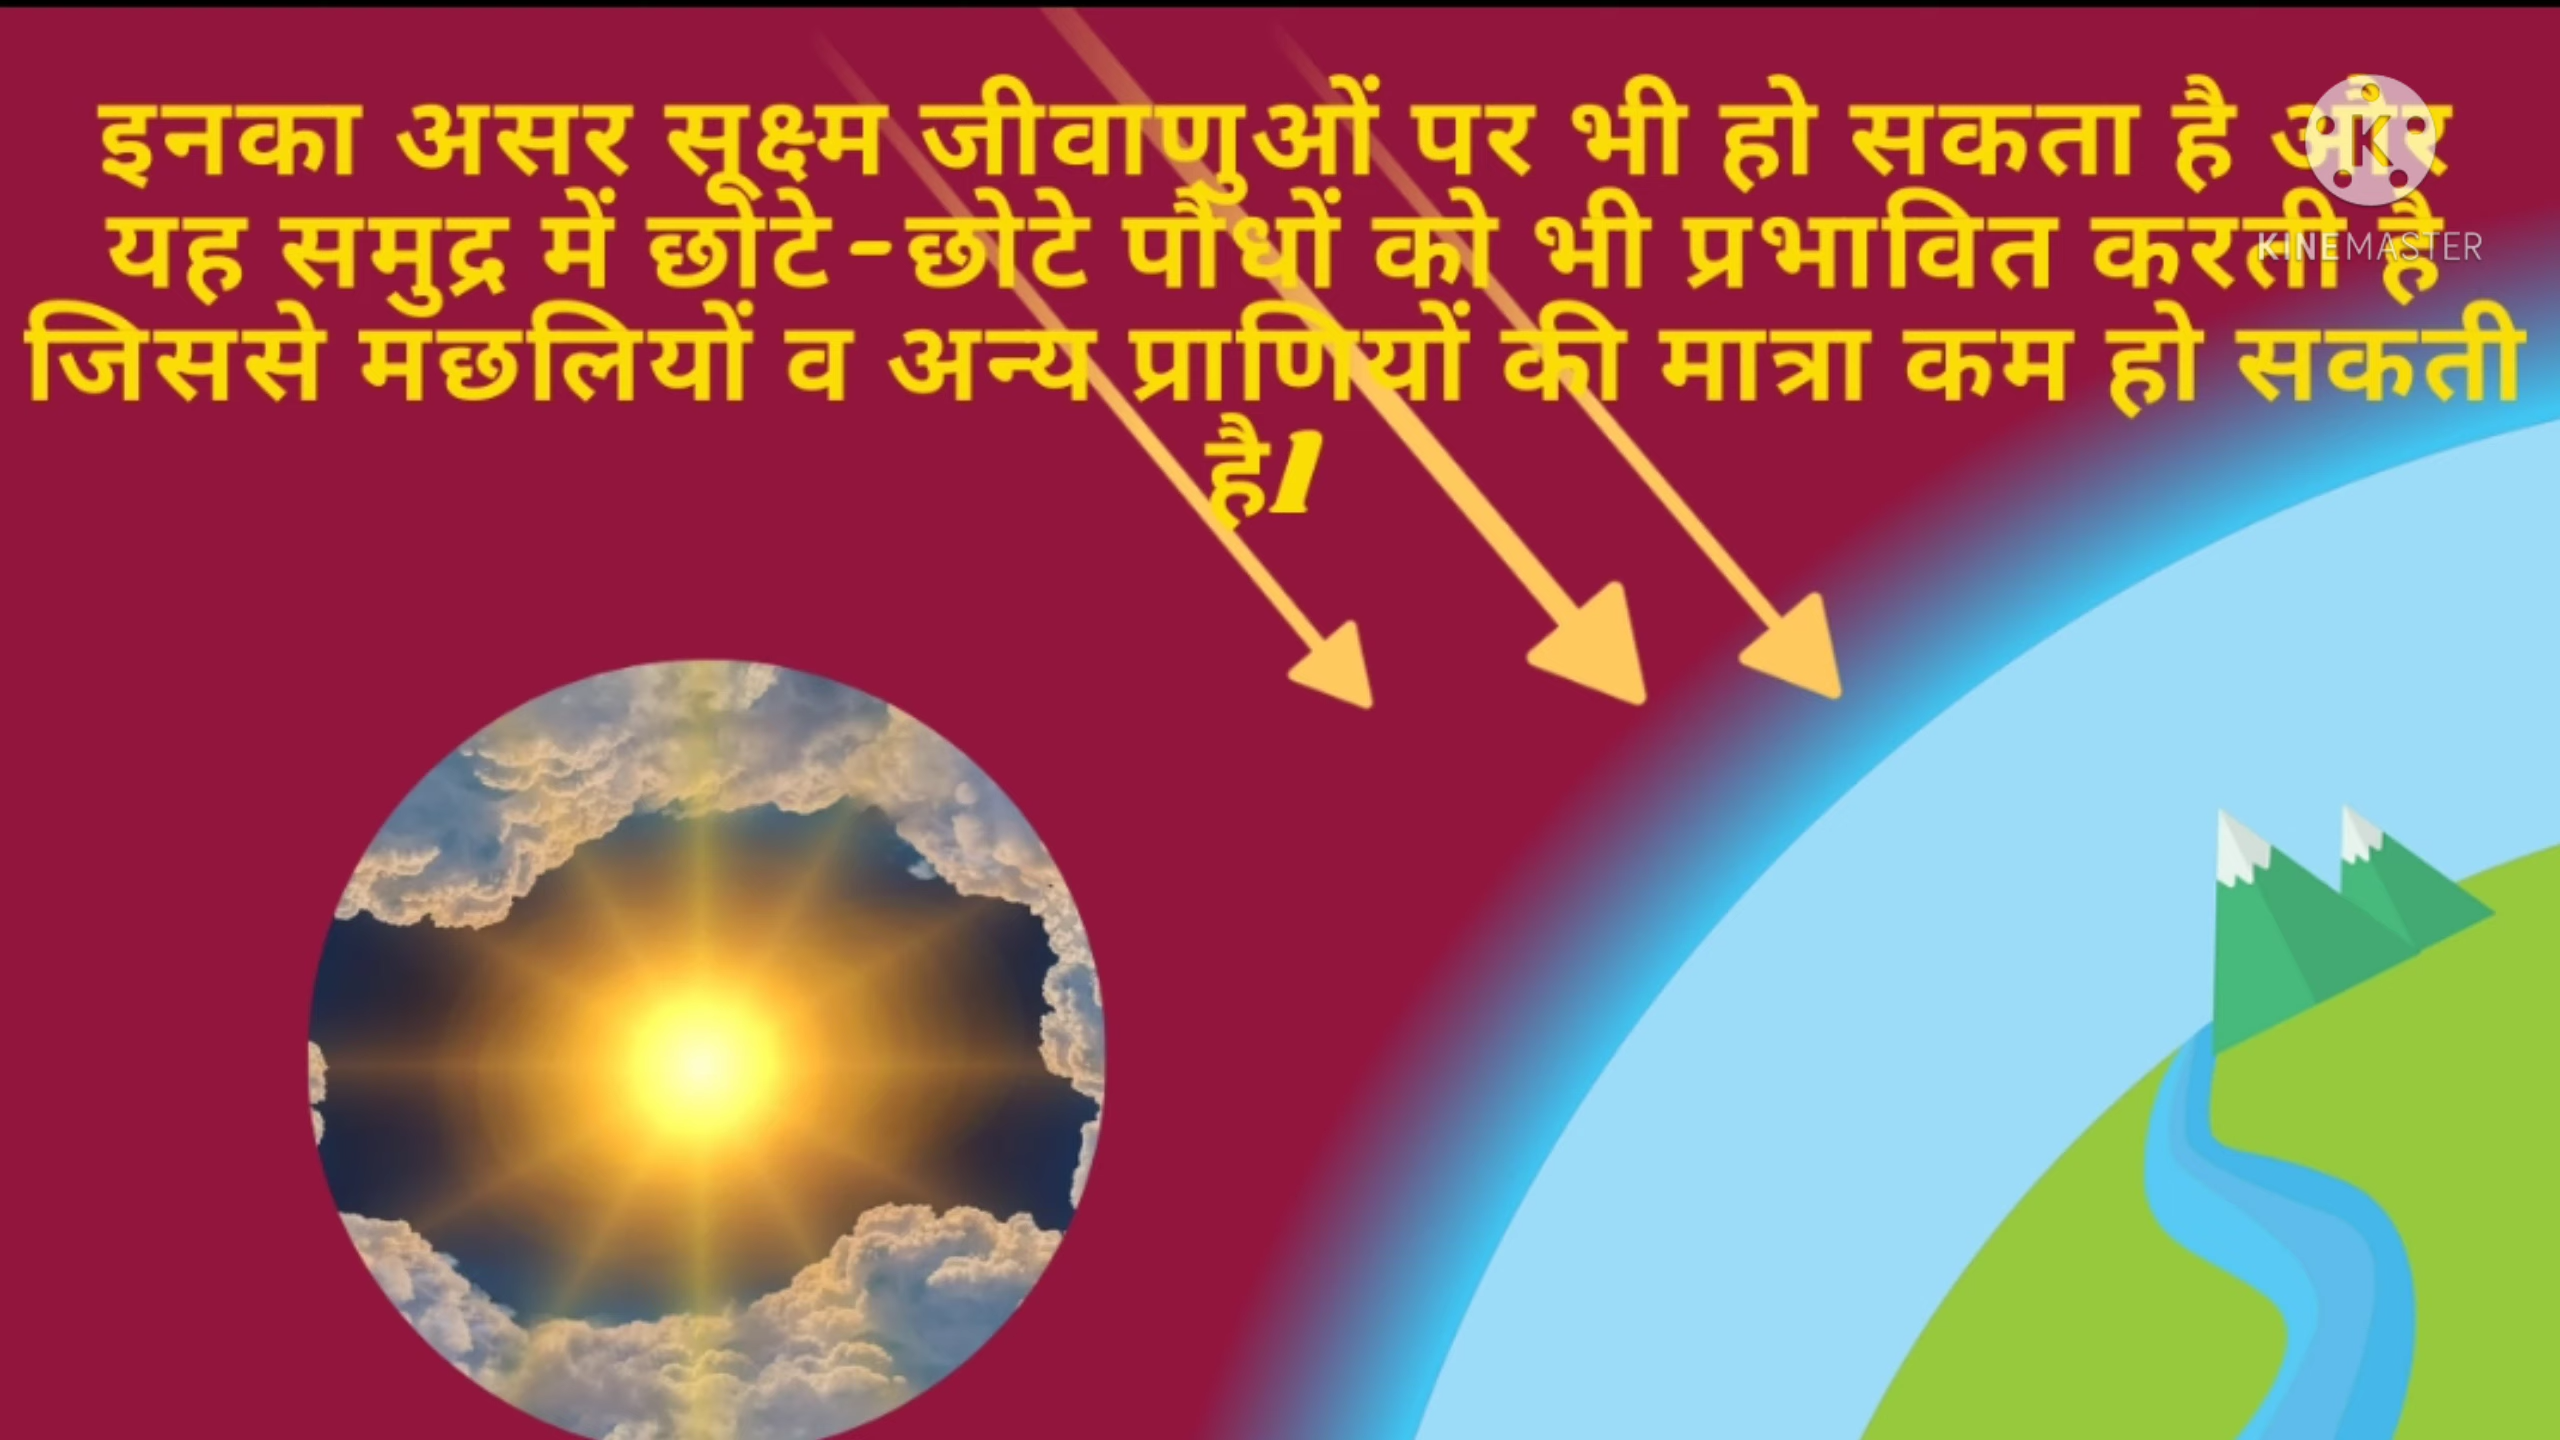 इनका असर सूक्ष्म जीवाणुओं पर भी हो सकता है और
यह समुद्र में छोटे-छोटे पौधों को भी प्रभावित करती है
जिससे मछलियों व अन्य प्राणियों की मात्रा कम हो सकती
है।
K
KINEMASTER